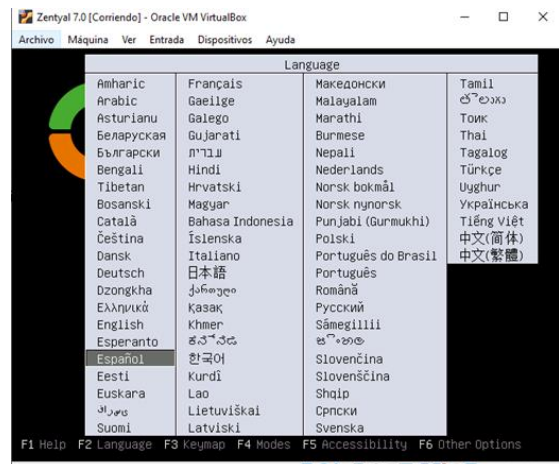 Zentyal 7.0 [Corriendo] - Oracle VM VirtualBox
Archivo Máquina Ver Entrada Dispositivos Ayuda
Language
Amharic
Arabic
Asturianu
Беларуская
Български
Bengali
Tibetan
Bosanski
Català
Čeština
Dansk
Deutsch
Dzongkha
Ελληνικά
English
Esperanto
Español
Eesti
Euskara
Suomi
Français
Gaeilge
Galego
Gujarati
עברית
Hindi
Hrvatski
Magyar
Bahasa Indonesia
Íslenska
Italiano
日本語
ქართული
Қазақ
Khmer
ಕನ್ನಡ
한국어
Kurdî
Lao
Lietuviškai
Latviski
Македонски
Malayalam
Marathi
Burmese
Nepali
Nederlands
Norsk bokmål
Norsk nynorsk
Punjabi (Gurmukhi)
Polski
Português do Brasil
Português
Română
Русский
Sámegillii
සිංහල
Slovenčina
Slovenščina
Shqip
Српски
Svenska
Tamil
తెలుగు
Тоҷикӣ
Thai
Tagalog
Türkçe
Uyghur
Українська
Tiếng Việt
中文(简体)
中文(繁體)
F1 Help F2 Language F3 Keymap F4 Modes F5 Accessibility F6 Other Options